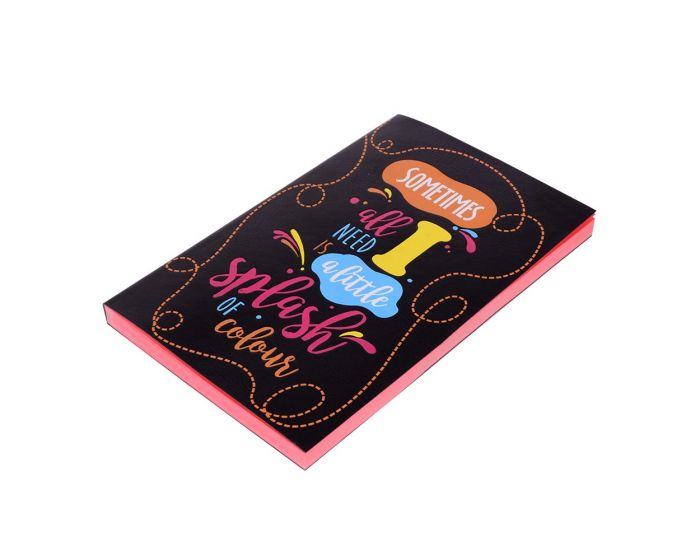 SOMETIMES
all I
NEED
IS a little
splash
OF colour